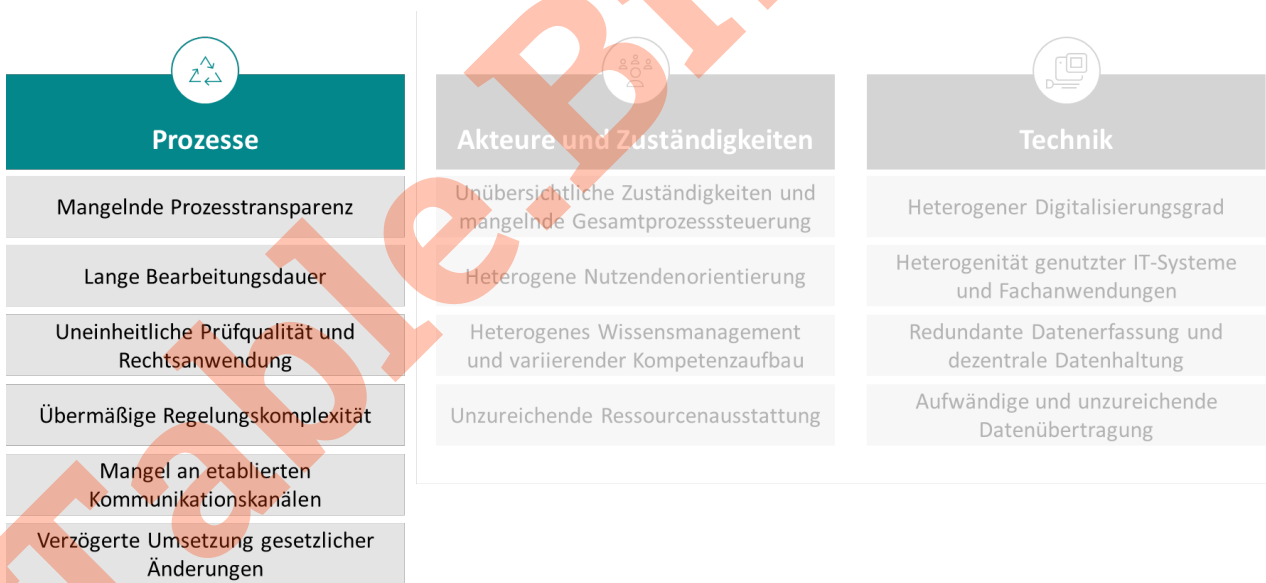 Prozesse
Mangelnde Prozesstransparenz
Lange Bearbeitungsdauer
Uneinheitliche Prüfqualität und
Rechtsanwendung
Übermäßige Regelungskomplexität
Mangel an etablierten
Kommunikationskanälen
Verzögerte Umsetzung gesetzlicher
Änderungen
Akteure und Zuständigkeiten
Unübersichtliche Zuständigkeiten und
mangelnde Gesamtprozesssteuerung
Heterogene Nutzendenorientierung
Heterogenes Wissensmanagement
und variierender Kompetenzaufbau
Unzureichende Ressourcenausstattung
Technik
Heterogener Digitalisierungsgrad
Heterogenität genutzter IT-Systeme
und Fachanwendungen
Redundante Datenerfassung und
dezentrale Datenhaltung
Aufwändige und unzureichende
Datenübertragung
Table.Br